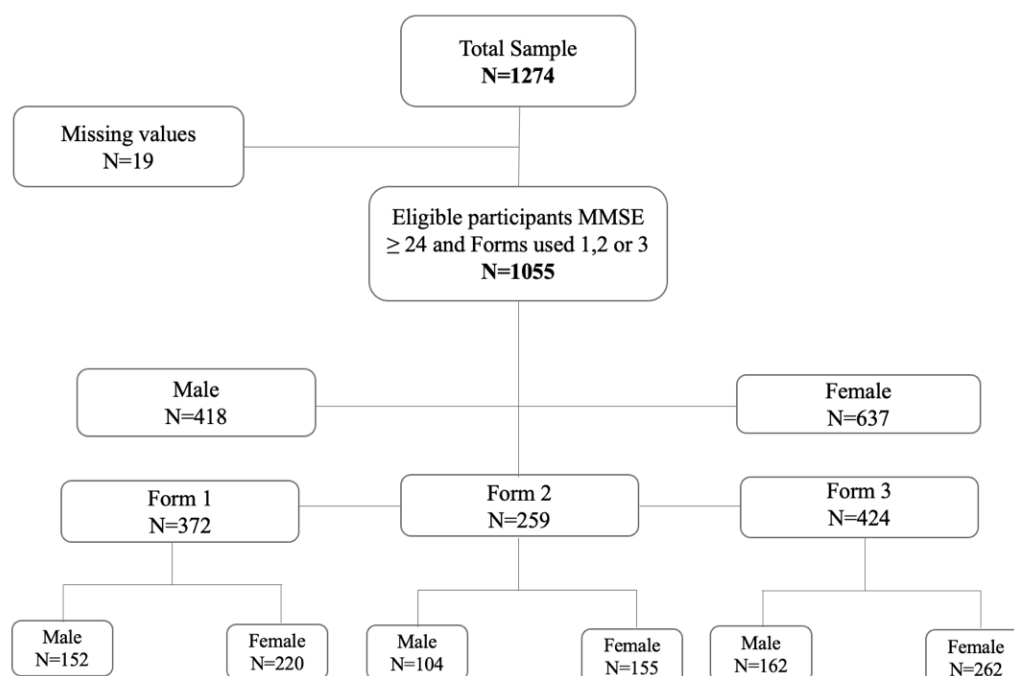 Total Sample
N=1274
Missing values
N=19
Eligible participants MMSE
≥ 24 and Forms used 1,2 or 3
N=1055
Male
N=418
Female
N=637
Form 1
N=372
Form 2
N=259
Form 3
N=424
Male
N=152
Female
N=220
Male
N=104
Female
N=155
Male
N=162
Female
N=262